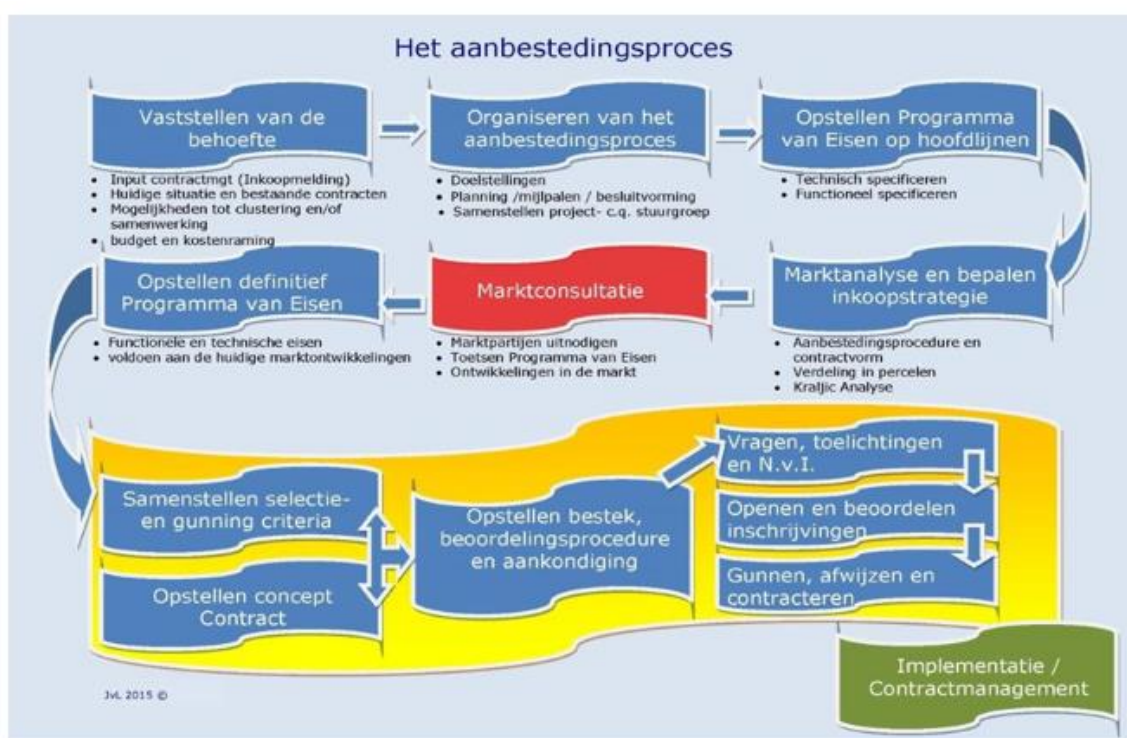 Het aanbestedingsproces
Vaststellen van de
behoefte
• Input contractmgt (Inkoopmelding)
• Huidige situatie en bestaande contracten
• Mogelijkheden tot clustering en/of
samenwerking
• budget en kostenraming
Organiseren van het
aanbestedingsproces
• Doelstellingen
• Planning /mijlpalen / besluitvorming
• Samenstellen project- c.q. stuurgroep
Opstellen Programma
van Eisen op hoofdlijnen
• Technisch specificeren
• Functioneel specificeren
Marktanalyse en bepalen
inkoopstrategie
• Aanbestedingsprocedure en
contractvorm
• Verdeling in percelen
• Kraljic Analyse
Marktconsultatie
• Marktpartijen uitnodigen
• Toetsen Programma van Eisen
• Ontwikkelingen in de markt
Opstellen definitief
Programma van Eisen
• Functionele en technische eisen
• voldoen aan de huidige marktontwikkelingen
Samenstellen selectie-
en gunning criteria
Opstellen concept
Contract
Opstellen bestek,
beoordelingsprocedure
en aankondiging
Vragen, toelichtingen
en N.v.I.
Openen en beoordelen
inschrijvingen
Gunnen, afwijzen en
contracteren
Implementatie /
Contractmanagement
JvL 2015 ©